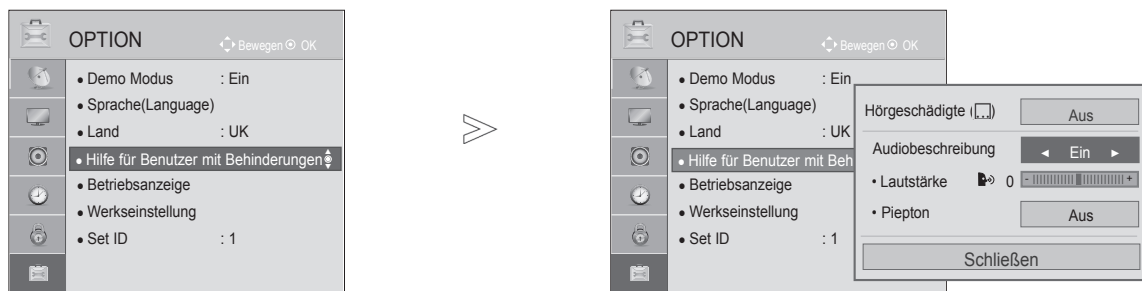 OPTION
Bewegen OK
• Demo Modus : Ein
• Sprache(Language)
• Land : UK
• Hilfe für Benutzer mit Behinderungen
• Betriebsanzeige
• Werkseinstellung
• Set ID : 1
OPTION
Bewegen OK
• Demo Modus : Ein
• Sprache(Language)
• Land : UK
• Hilfe für Benutzer mit Beh
• Betriebsanzeige
• Werkseinstellung
• Set ID : 1
Hörgeschädigte ( ) Aus
Audiobeschreibung ◄ Ein ►
• Lautstärke 0 - +
• Piepton Aus
Schließen